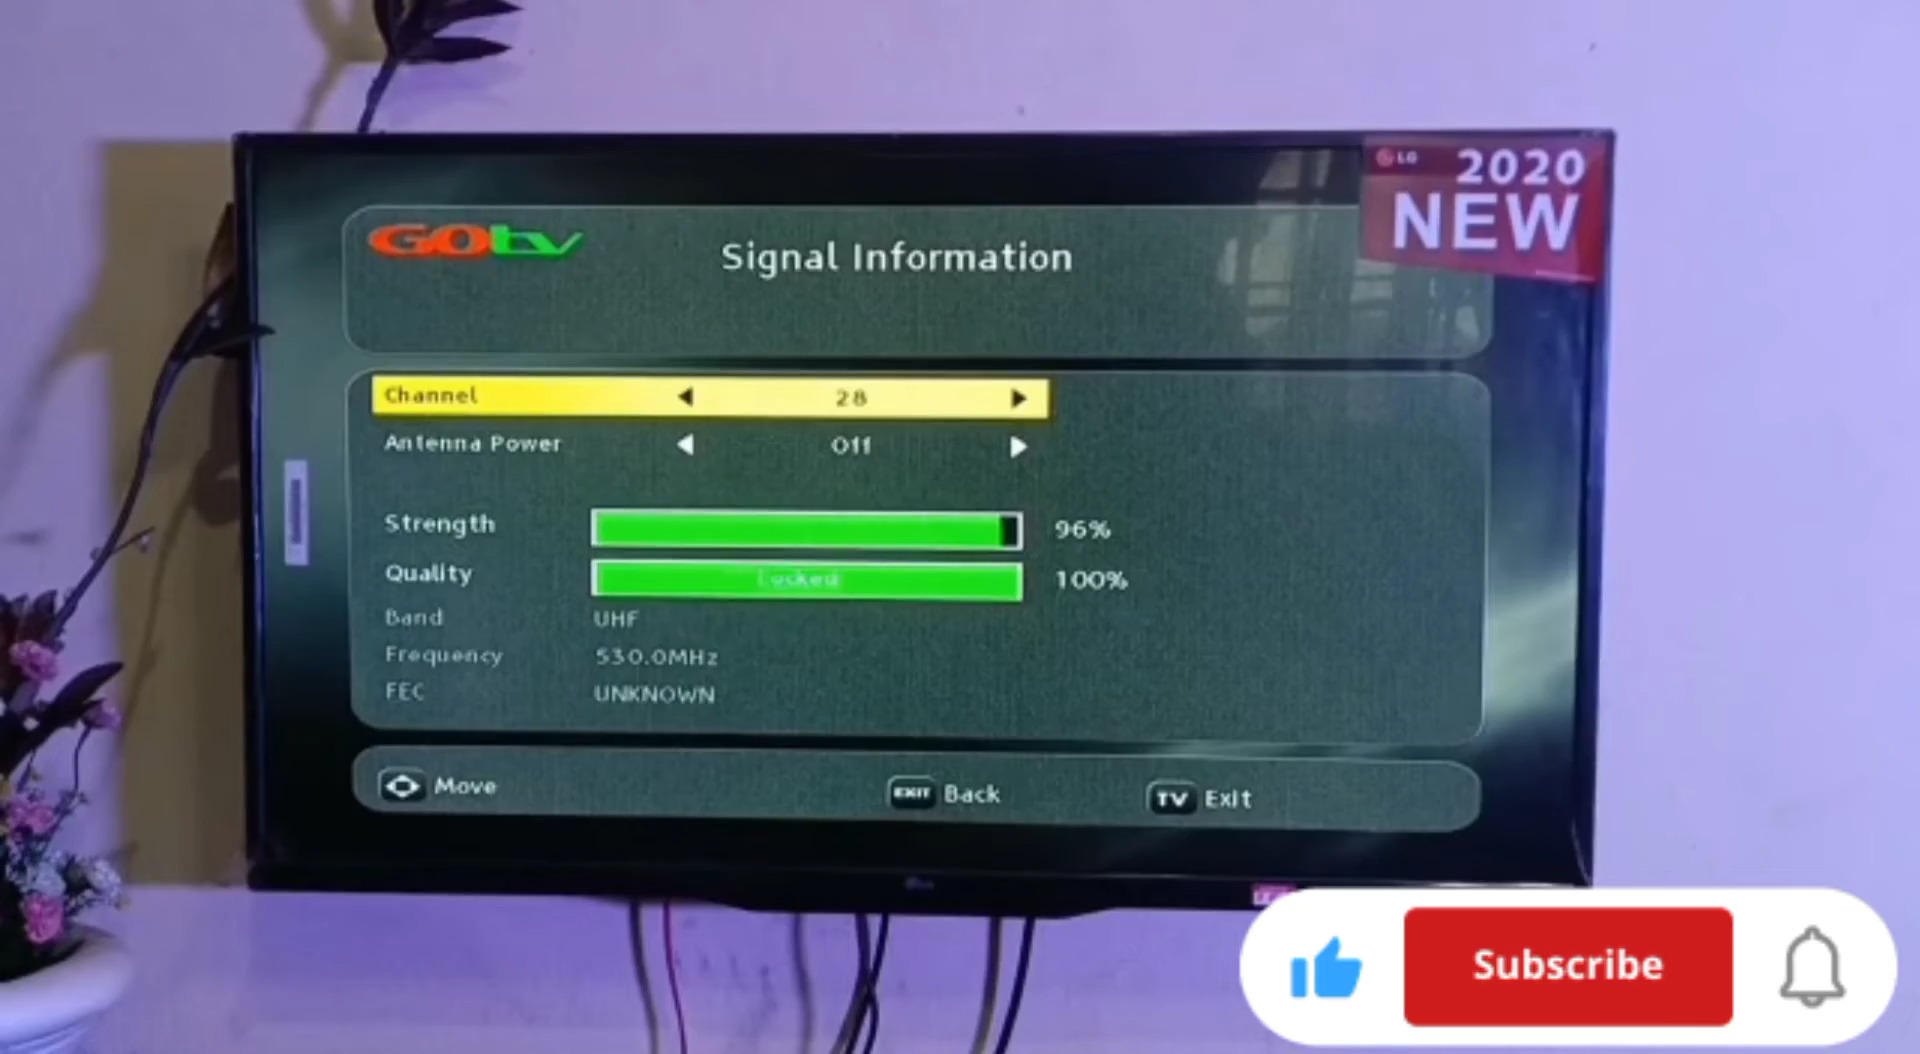 LG 2020
NEW
GOtv
Signal Information
Channel 28
Antenna Power Off
Strength 96%
Quality Locked 100%
Band UHF
Frequency 530.0MHz
FEC UNKNOWN
Move EXIT Back TV Exit
Subscribe